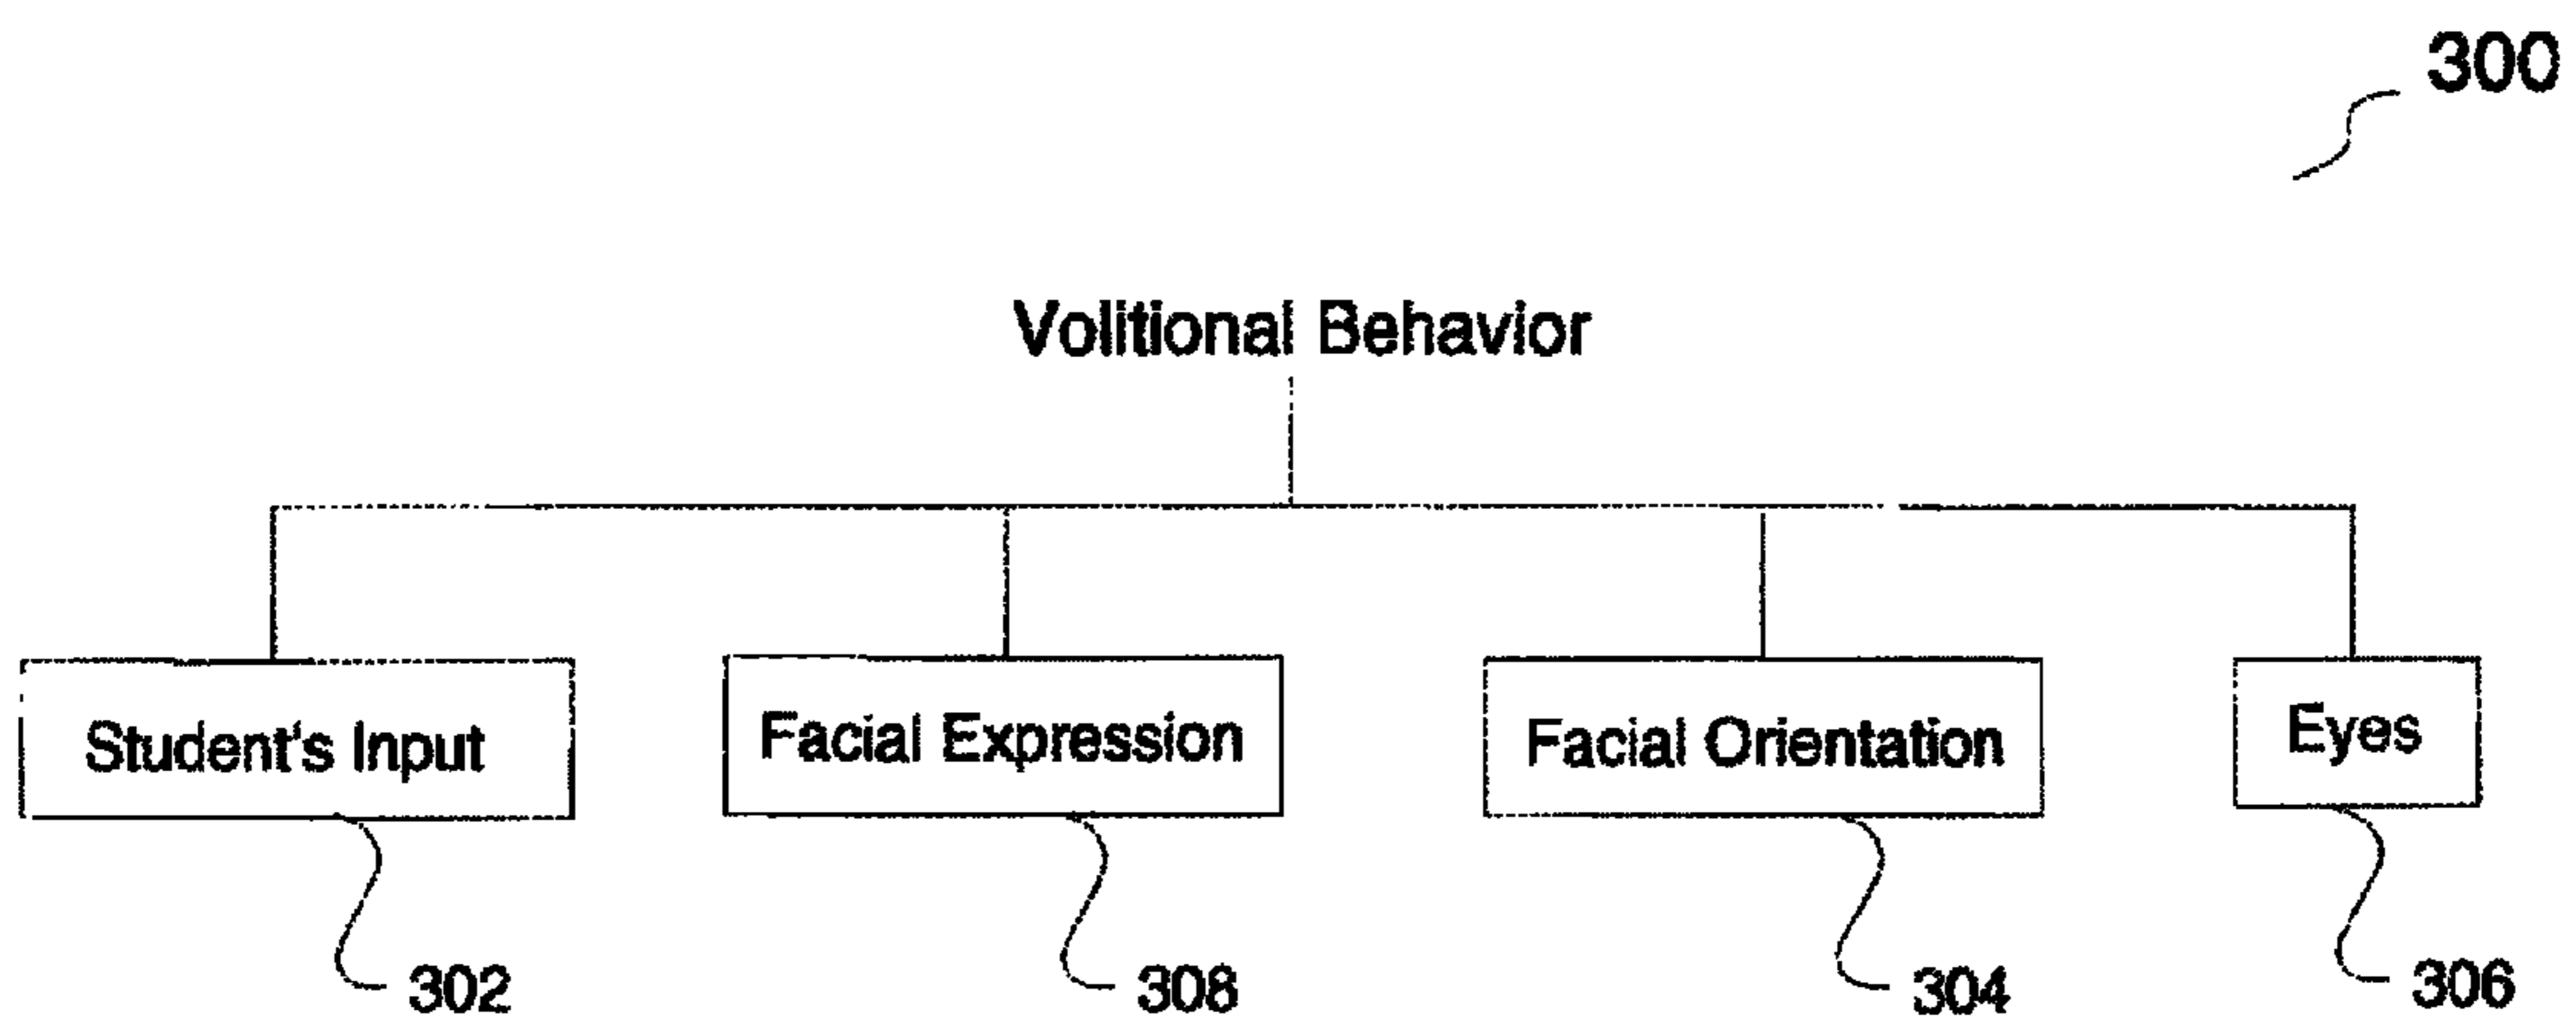 300
Volitional Behavior
Student's Input
Facial Expression
Facial Orientation
Eyes
302
308
304
306